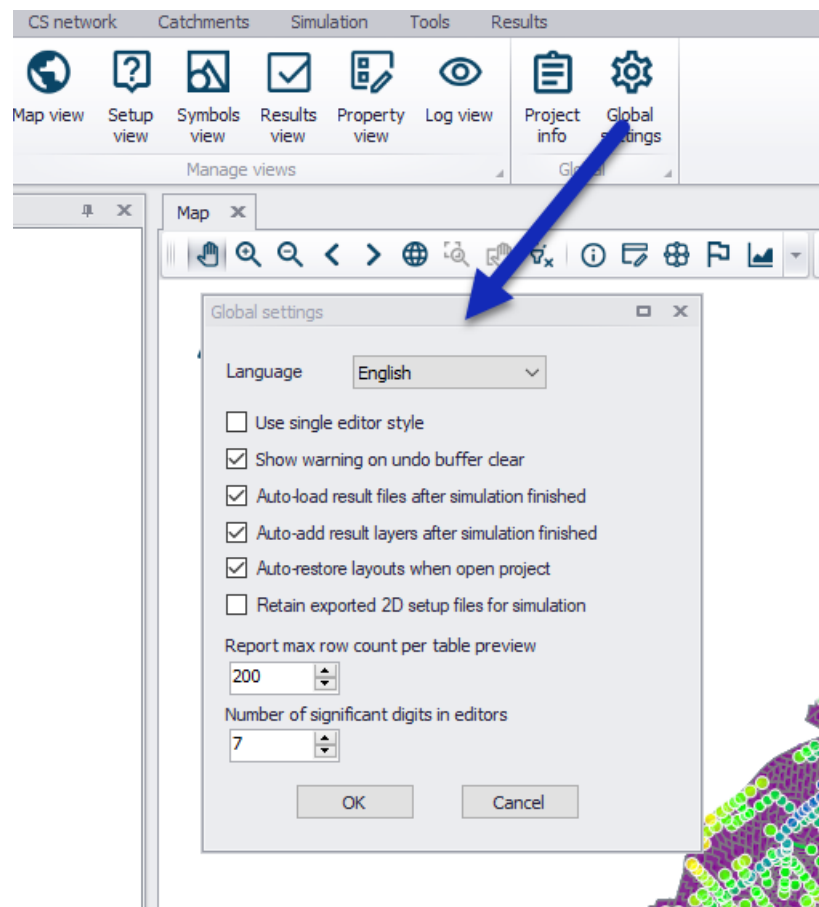 CS network Catchments Simulation Tools Results
Map view Setup view Symbols view Results view Property view Log view Project info Global settings
Manage views Global
Map
Global settings
Language English
Use single editor style
Show warning on undo buffer clear
Auto-load result files after simulation finished
Auto-add result layers after simulation finished
Auto-restore layouts when open project
Retain exported 2D setup files for simulation
Report max row count per table preview
200
Number of significant digits in editors
7
OK Cancel